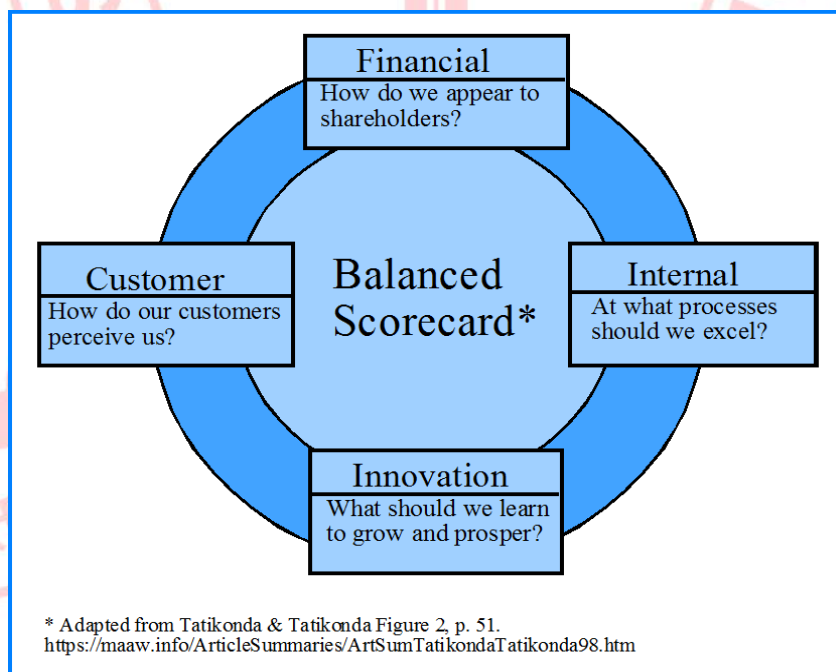 Financial
How do we appear to
shareholders?
Customer
How do our customers
perceive us?
Balanced
Scorecard*
Internal
At what processes
should we excel?
Innovation
What should we learn
to grow and prosper?
* Adapted from Tatikonda & Tatikonda Figure 2, p. 51.
https://maaw.info/ArticleSummaries/ArtSumTatikondaTatikonda98.htm